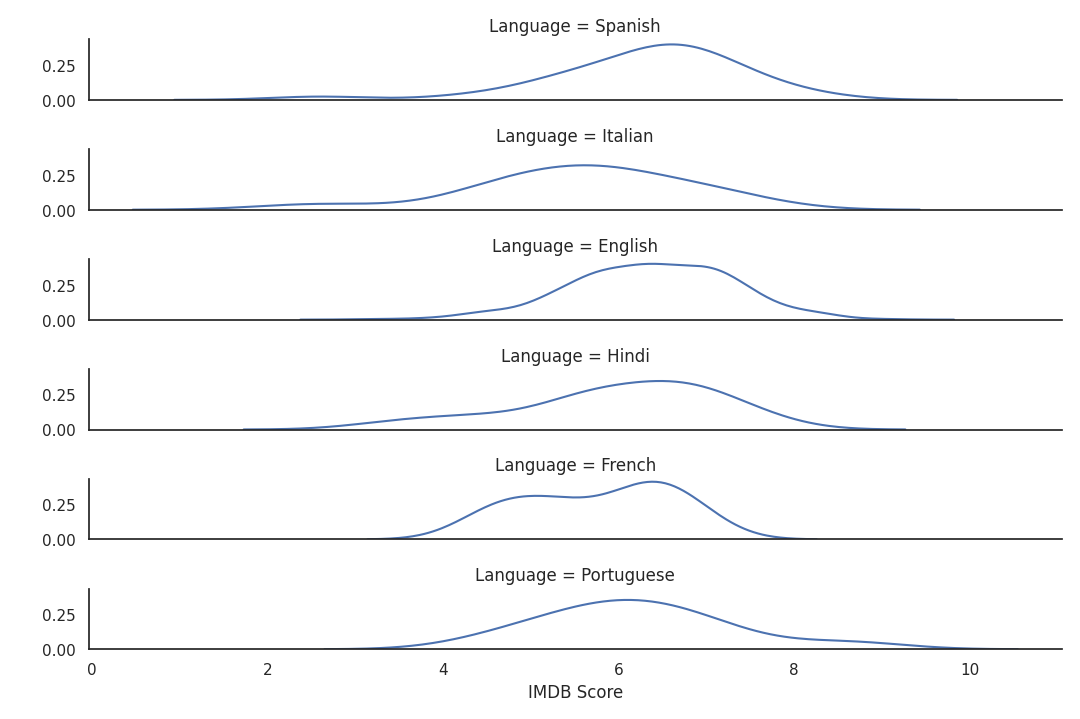 Language = Spanish
0.25
0.00
Language = Italian
0.25
0.00
Language = English
0.25
0.00
Language = Hindi
0.25
0.00
Language = French
0.25
0.00
Language = Portuguese
0.25
0.00
0 2 4 6 8 10
IMDB Score